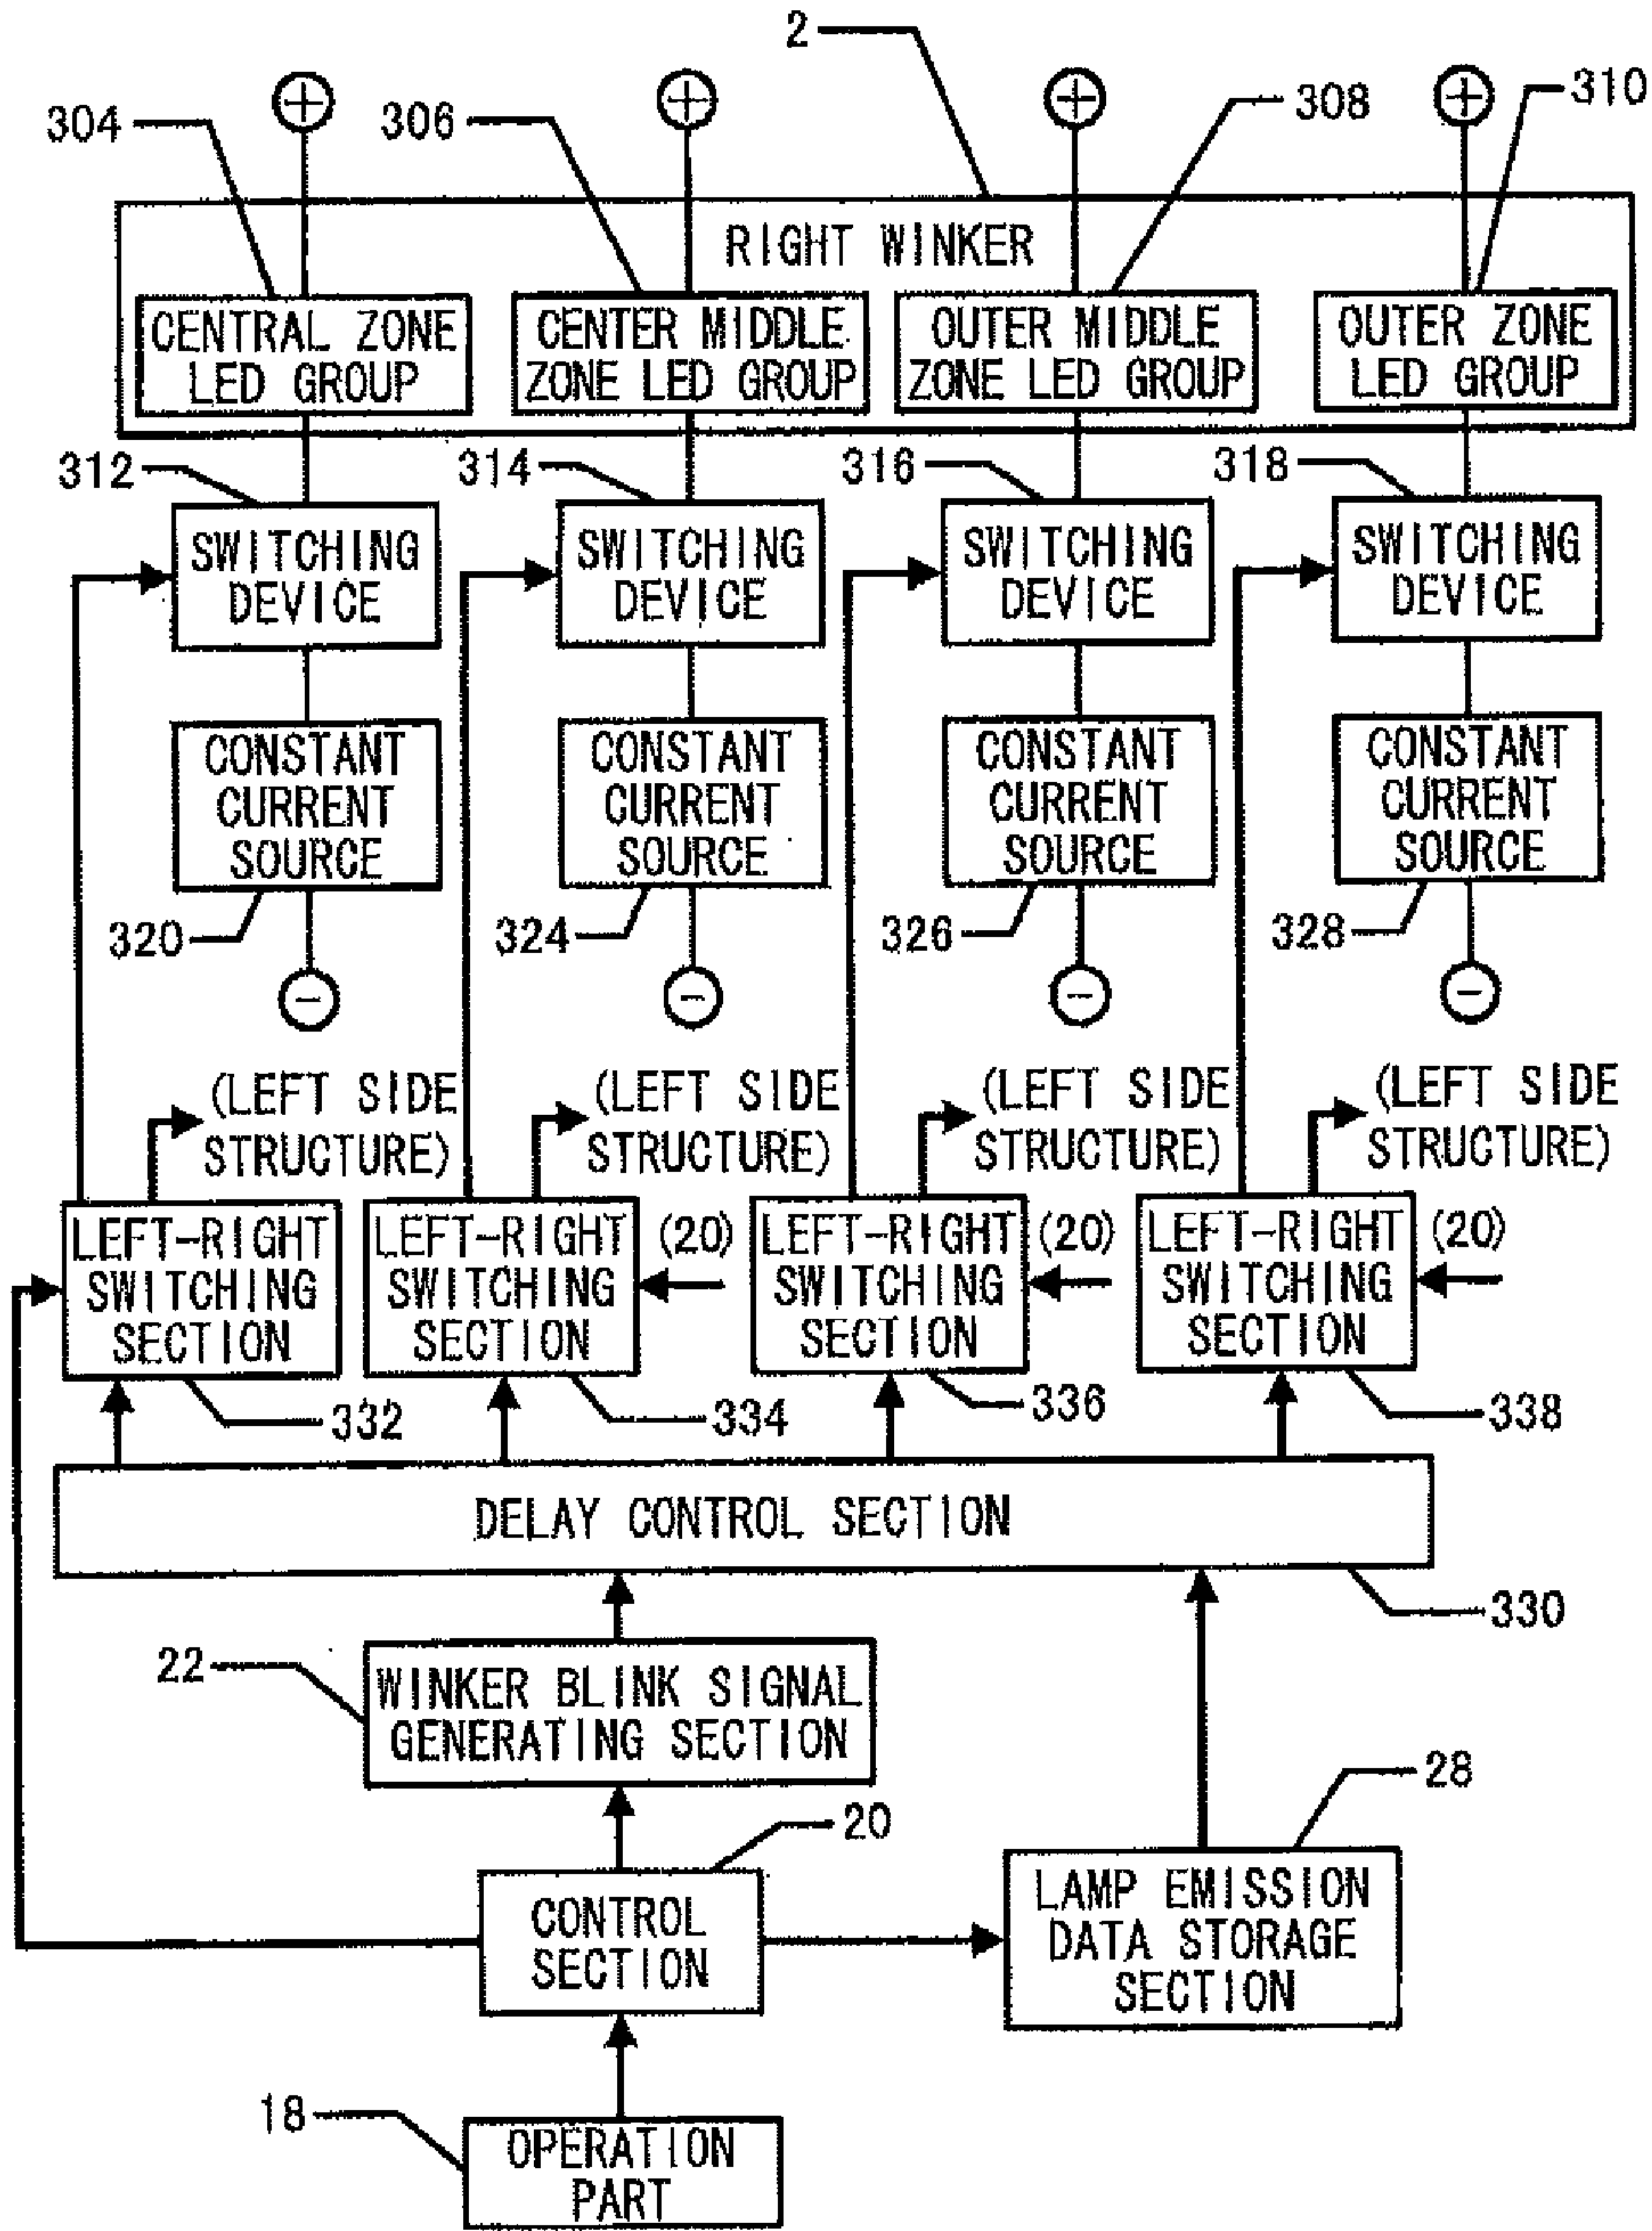 2
304
306
308
310
+ + + +
RIGHT WINKER
CENTRAL ZONE
LED GROUP
CENTER MIDDLE
ZONE LED GROUP
OUTER MIDDLE
ZONE LED GROUP
OUTER ZONE
LED GROUP
312
314
316
318
SWITCHING
DEVICE
SWITCHING
DEVICE
SWITCHING
DEVICE
SWITCHING
DEVICE
CONSTANT
CURRENT
SOURCE
CONSTANT
CURRENT
SOURCE
CONSTANT
CURRENT
SOURCE
CONSTANT
CURRENT
SOURCE
320
324
326
328
- - - -
(LEFT SIDE
STRUCTURE)
(LEFT SIDE
STRUCTURE)
(LEFT SIDE
STRUCTURE)
(LEFT SIDE
STRUCTURE)
LEFT-RIGHT
SWITCHING
SECTION
LEFT-RIGHT
SWITCHING
SECTION
(20)
LEFT-RIGHT
SWITCHING
SECTION
(20)
LEFT-RIGHT
SWITCHING
SECTION
(20)
332
334
336
338
DELAY CONTROL SECTION
330
22
WINKER BLINK SIGNAL
GENERATING SECTION
20
28
CONTROL
SECTION
LAMP EMISSION
DATA STORAGE
SECTION
18
OPERATION
PART